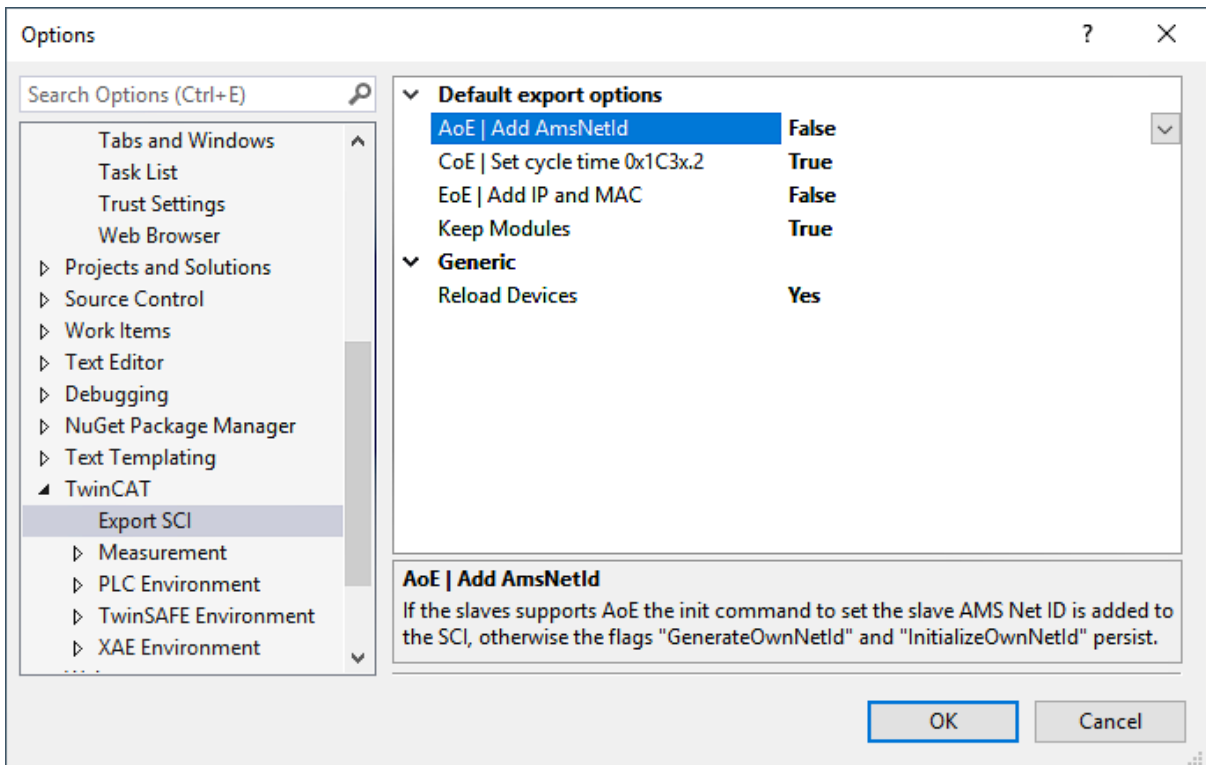 Options
?
Search Options (Ctrl+E)
Tabs and Windows
Task List
Trust Settings
Web Browser
Projects and Solutions
Source Control
Work Items
Text Editor
Debugging
NuGet Package Manager
Text Templating
TwinCAT
Export SCI
Measurement
PLC Environment
TwinSAFE Environment
XAE Environment
Default export options
AoE | Add AmsNetId False
CoE | Set cycle time 0x1C3x.2 True
EoE | Add IP and MAC False
Keep Modules True
Generic
Reload Devices Yes
AoE | Add AmsNetId
If the slaves supports AoE the init command to set the slave AMS Net ID is added to
the SCI, otherwise the flags "GenerateOwnNetId" and "InitializeOwnNetId" persist.
OK Cancel